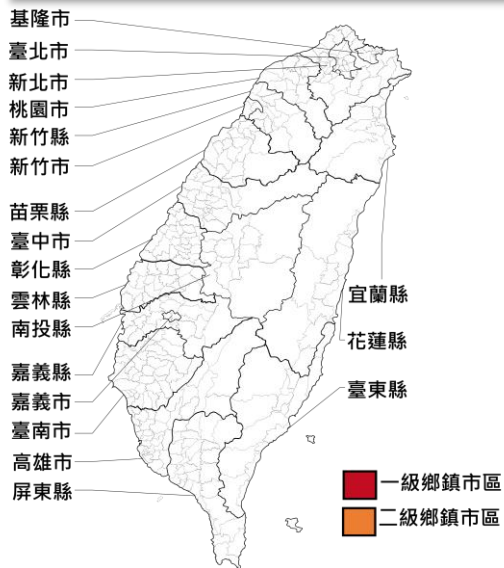 基隆市
臺北市
新北市
桃園市
新竹縣
新竹市
苗栗縣
臺中市
彰化縣
雲林縣
南投縣
嘉義縣
嘉義市
臺南市
高雄市
屏東縣
宜蘭縣
花蓮縣
臺東縣
一級鄉鎮市區
二級鄉鎮市區